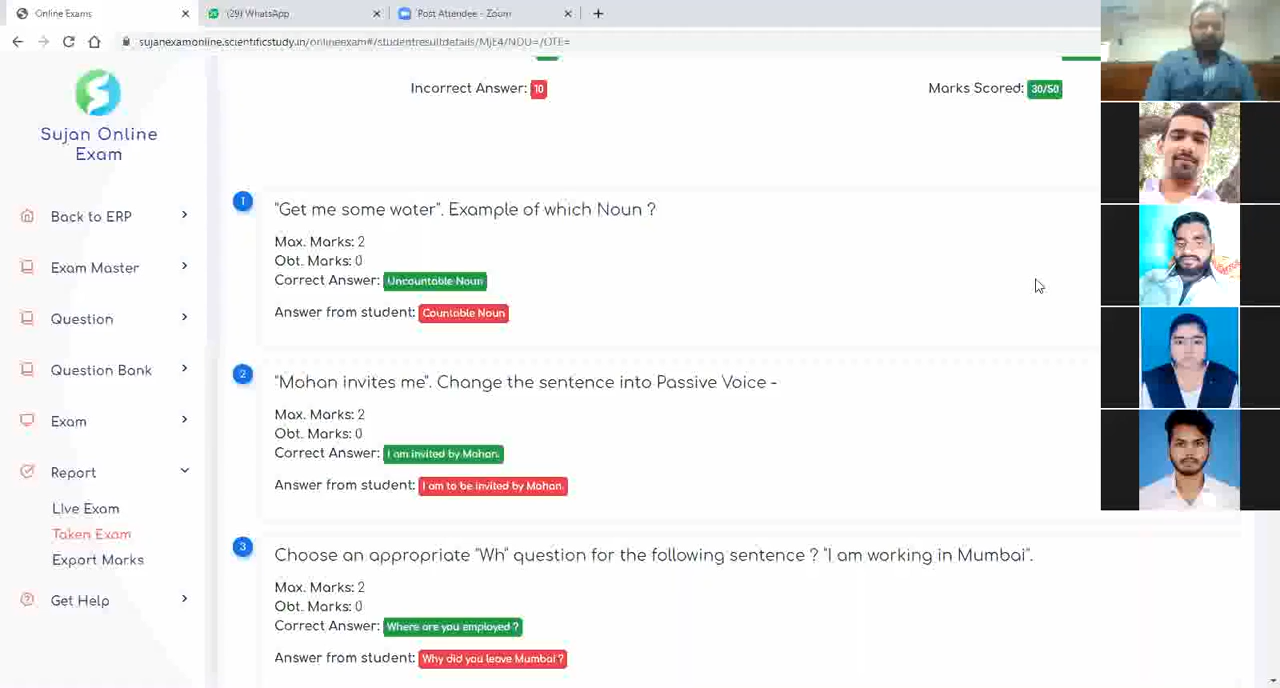 Online Exams
(29) WhatsApp
Post Attendee - Zoom
sujanexamonline.scientificstudy.in/onlineexam#/studentresultdetails/MjE4/NDU=/OTE=
Sujan Online
Exam
Back to ERP
Exam Master
Question
Question Bank
Exam
Report
LIve Exam
Taken Exam
Export Marks
Get Help
Incorrect Answer: 10
Marks Scored: 30/50
1
"Get me some water". Example of which Noun ?
Max. Marks: 2
Obt. Marks: 0
Correct Answer: Uncountable Noun
Answer from student: Countable Noun
2
"Mohan invites me". Change the sentence into Passive Voice -
Max. Marks: 2
Obt. Marks: 0
Correct Answer: I am invited by Mohan.
Answer from student: I am to be invited by Mohan.
3
Choose an appropriate "Wh" question for the following sentence ? "I am working in Mumbai".
Max. Marks: 2
Obt. Marks: 0
Correct Answer: Where are you employed ?
Answer from student: Why did you leave Mumbai ?